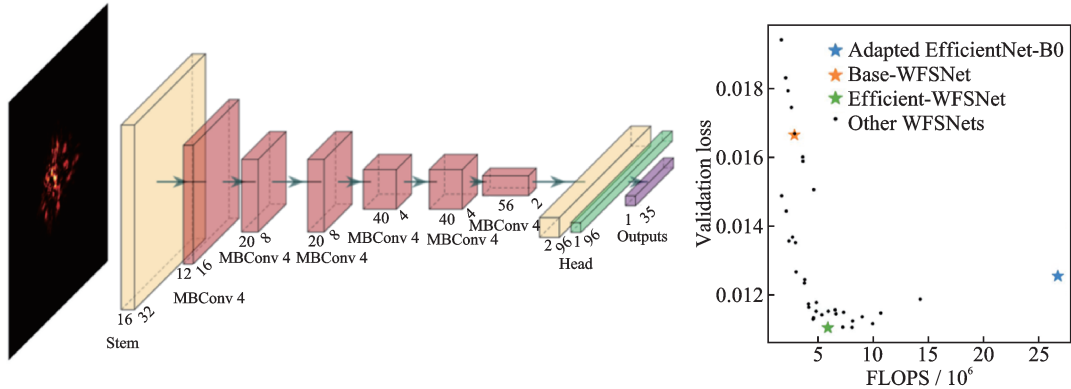 16
32
Stem
12
16
MBConv 4
20
8
MBConv 4
20
8
MBConv 4
40
4
MBConv 4
40
4
MBConv 4
56
2
MBConv 4
2
96
1
96
Head
1
35
Outputs
Validation loss
0.018
0.016
0.014
0.012
Adapted EfficientNet-B0
Base-WFSNet
Efficient-WFSNet
Other WFSNets
5
10
15
20
25
FLOPS / 10⁶